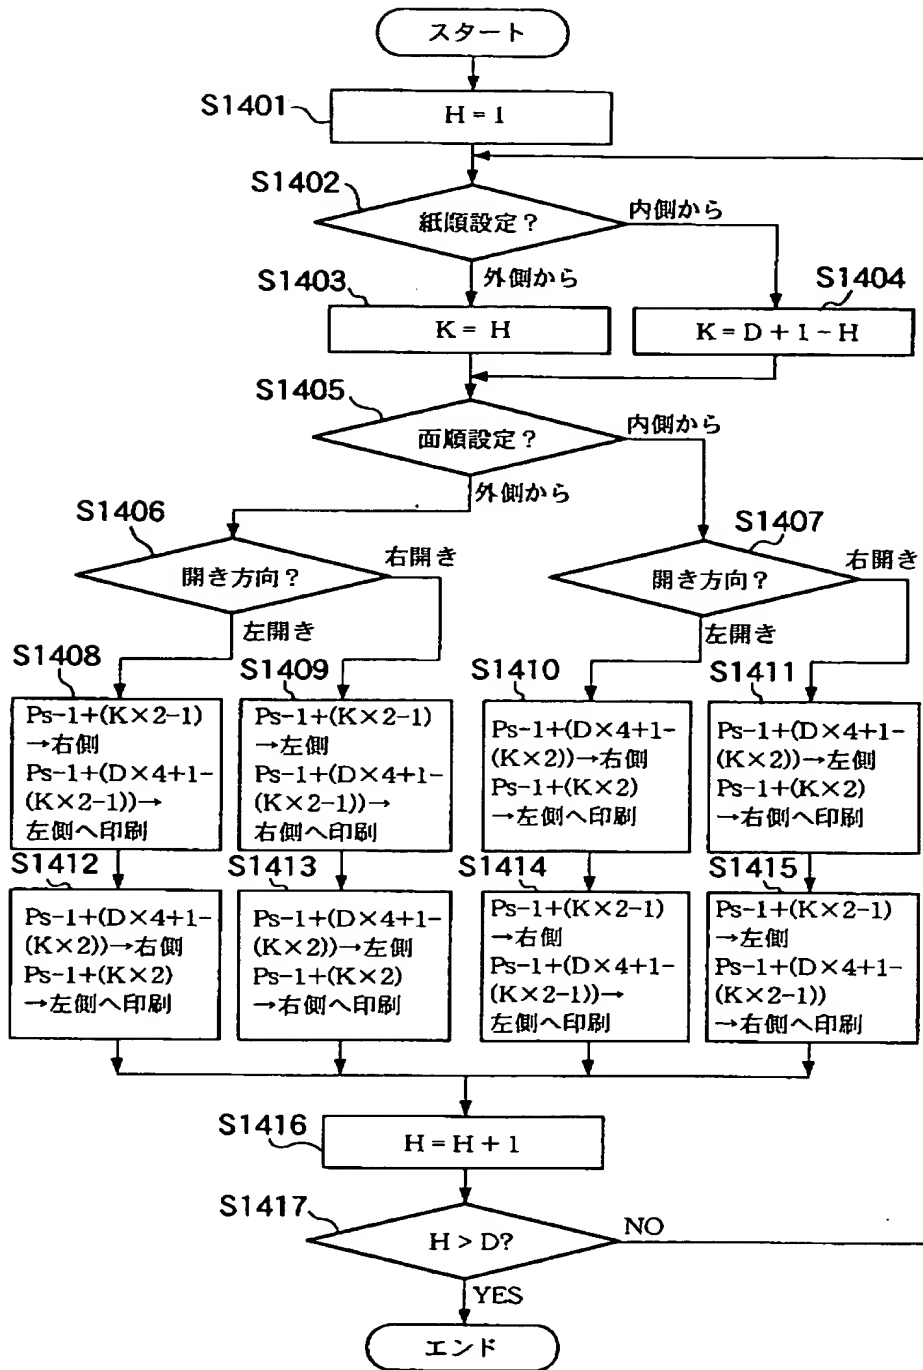 スタート
S1401
H = 1
S1402
紙順設定？
内側から
外側から
S1403
K = H
S1404
K = D + 1 - H
S1405
面順設定？
内側から
外側から
S1406
開き方向？
右開き
左開き
S1407
開き方向？
右開き
左開き
S1408
Ps-1+(K×2-1)
→右側
Ps-1+(D×4+1-
(K×2-1))→
左側へ印刷
S1409
Ps-1+(K×2-1)
→左側
Ps-1+(D×4+1-
(K×2-1))→
右側へ印刷
S1410
Ps-1+(D×4+1-
(K×2))→右側
Ps-1+(K×2)
→左側へ印刷
S1411
Ps-1+(D×4+1-
(K×2))→左側
Ps-1+(K×2)
→右側へ印刷
S1412
Ps-1+(D×4+1-
(K×2))→右側
Ps-1+(K×2)
→左側へ印刷
S1413
Ps-1+(D×4+1-
(K×2))→左側
Ps-1+(K×2)
→右側へ印刷
S1414
Ps-1+(K×2-1)
→右側
Ps-1+(D×4+1-
(K×2-1))→
左側へ印刷
S1415
Ps-1+(K×2-1)
→左側
Ps-1+(D×4+1-
(K×2-1))
→右側へ印刷
S1416
H = H + 1
S1417
H > D?
NO
YES
エンド